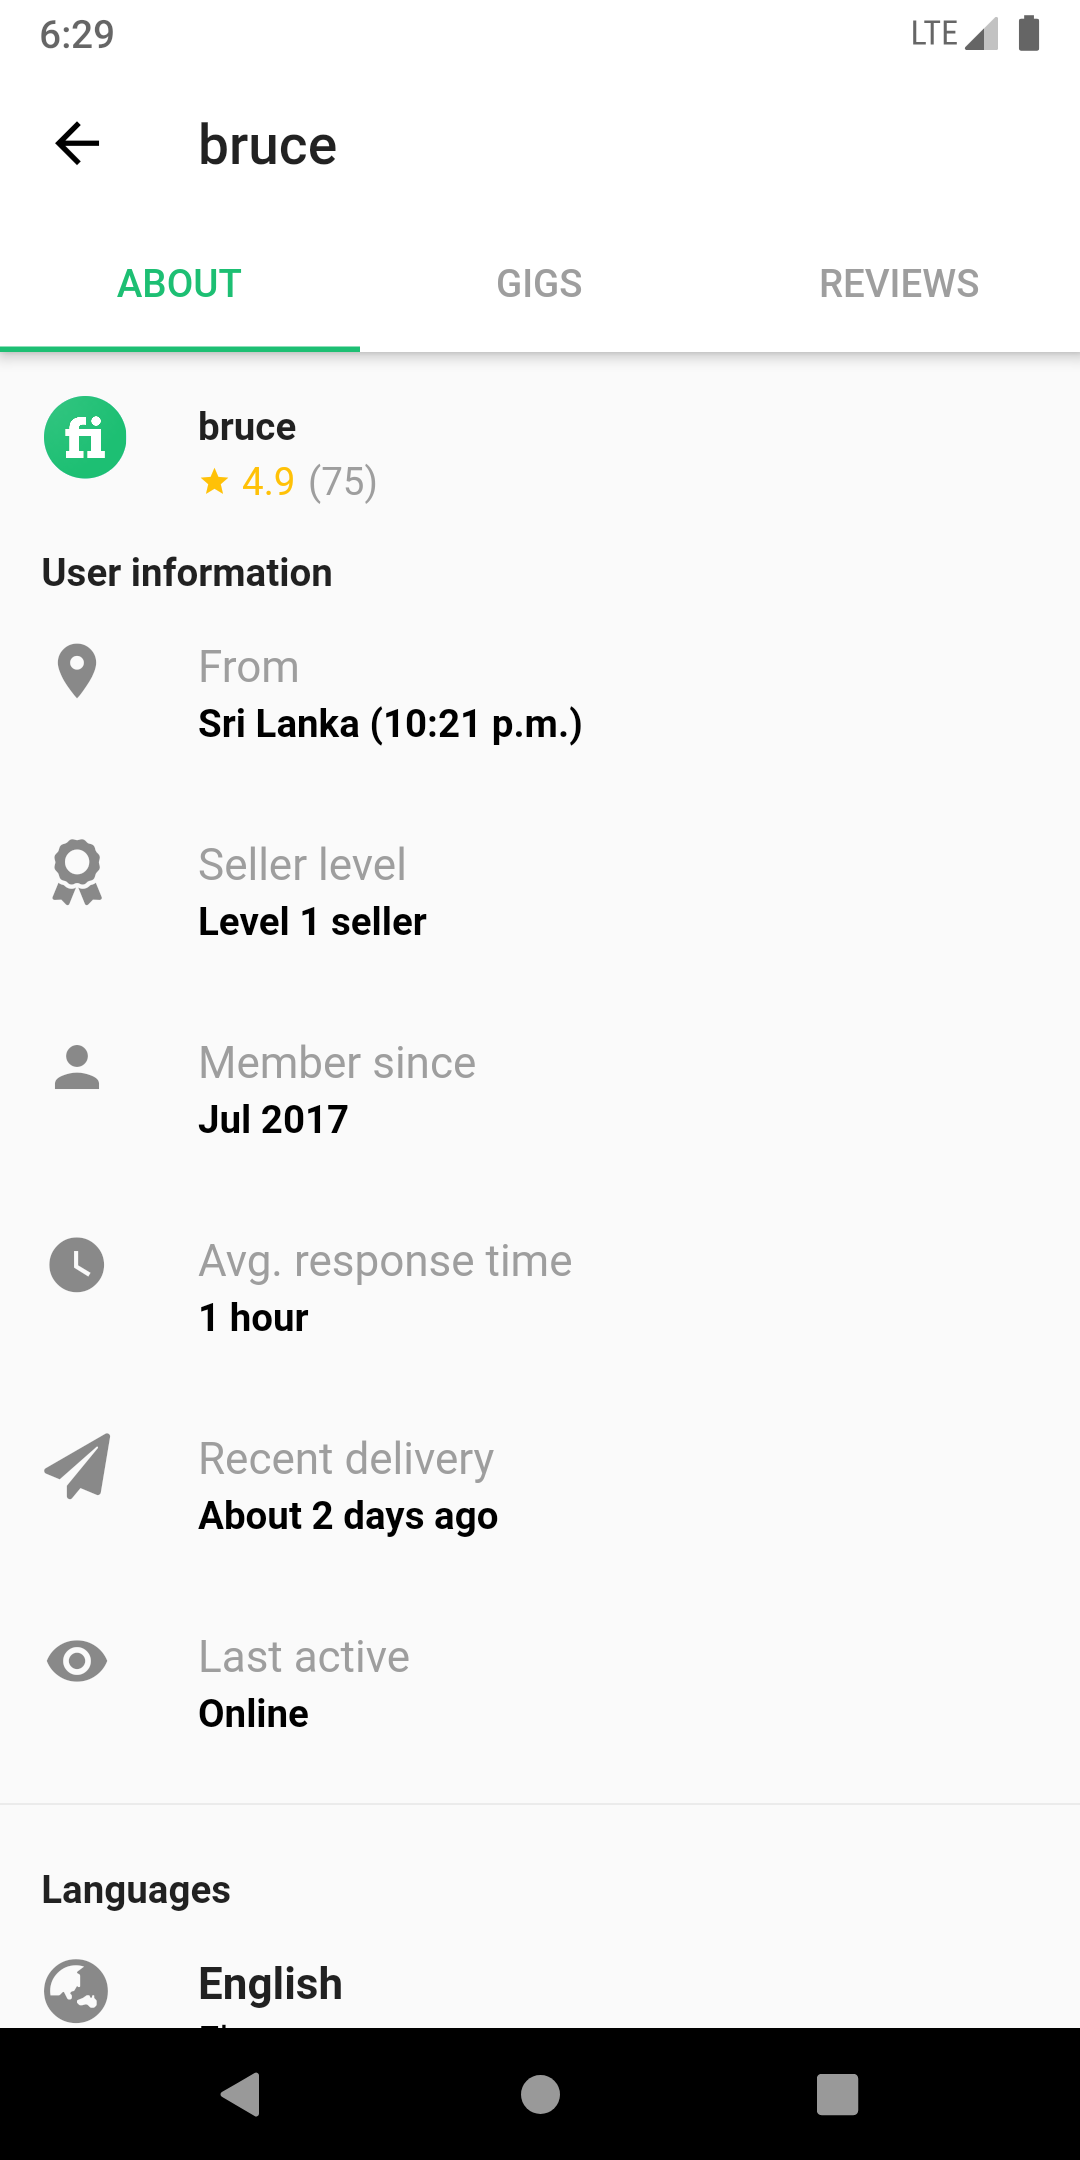 6:29
LTE
bruce
ABOUT
GIGS
REVIEWS
fi
bruce
4.9 (75)
User information
From
Sri Lanka (10:21 p.m.)
Seller level
Level 1 seller
Member since
Jul 2017
Avg. response time
1 hour
Recent delivery
About 2 days ago
Last active
Online
Languages
English